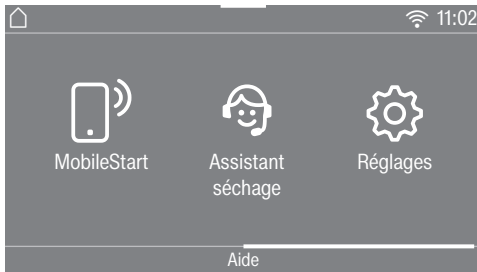 11:02
MobileStart
Assistant
séchage
Réglages
Aide